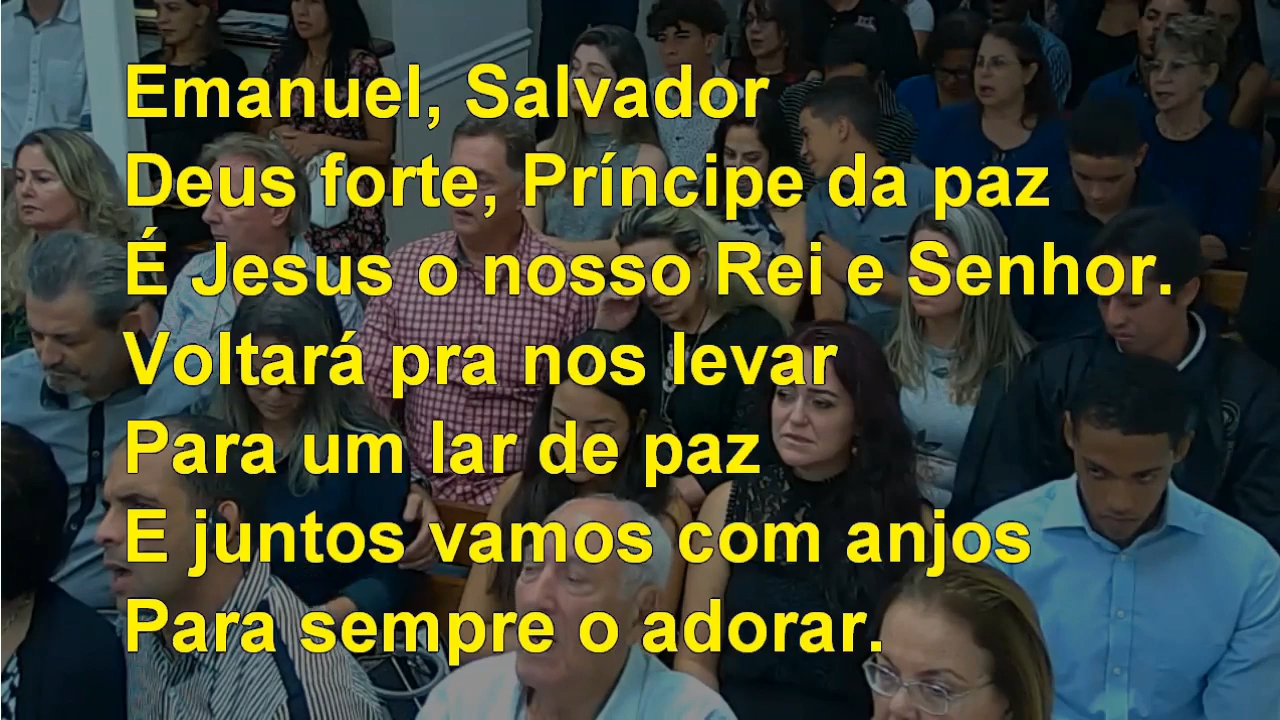 Emanuel, Salvador
Deus forte, Príncipe da paz
É Jesus o nosso Rei e Senhor.
Voltará pra nos levar
Para um lar de paz
E juntos vamos com anjos
Para sempre o adorar.